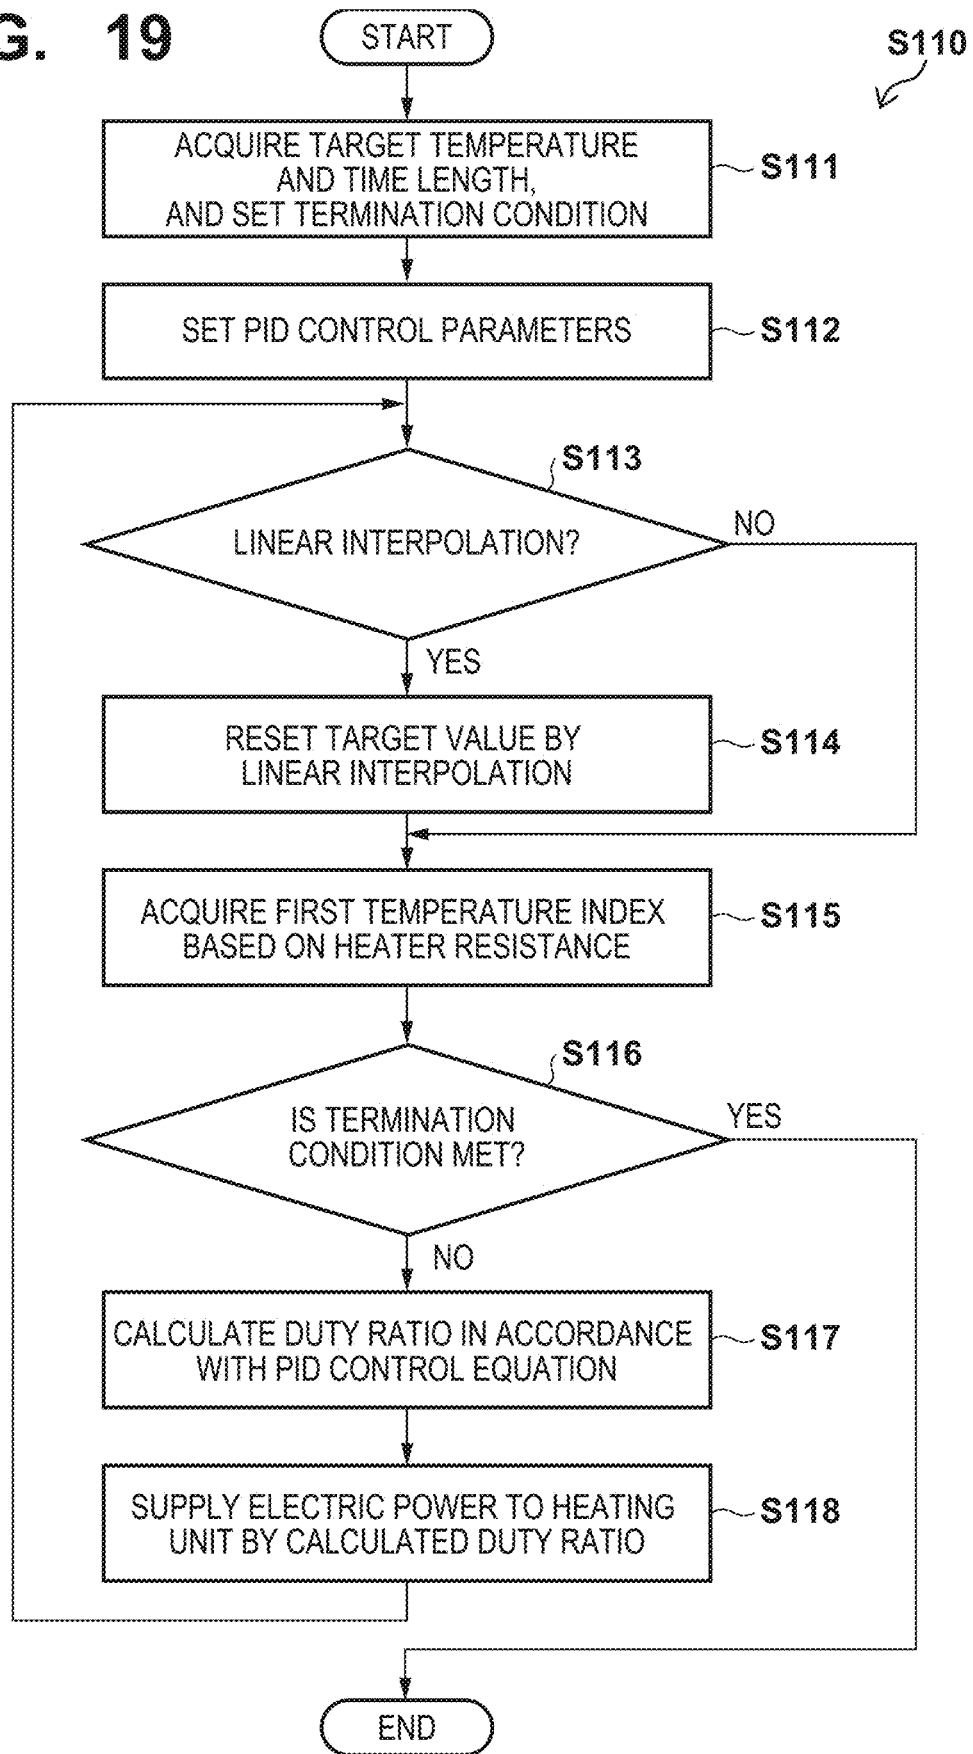 G. 19
START
S110
ACQUIRE TARGET TEMPERATURE
AND TIME LENGTH,
AND SET TERMINATION CONDITION
S111
SET PID CONTROL PARAMETERS
S112
S113
LINEAR INTERPOLATION?
NO
YES
RESET TARGET VALUE BY
LINEAR INTERPOLATION
S114
ACQUIRE FIRST TEMPERATURE INDEX
BASED ON HEATER RESISTANCE
S115
S116
IS TERMINATION
CONDITION MET?
YES
NO
CALCULATE DUTY RATIO IN ACCORDANCE
WITH PID CONTROL EQUATION
S117
SUPPLY ELECTRIC POWER TO HEATING
UNIT BY CALCULATED DUTY RATIO
S118
END